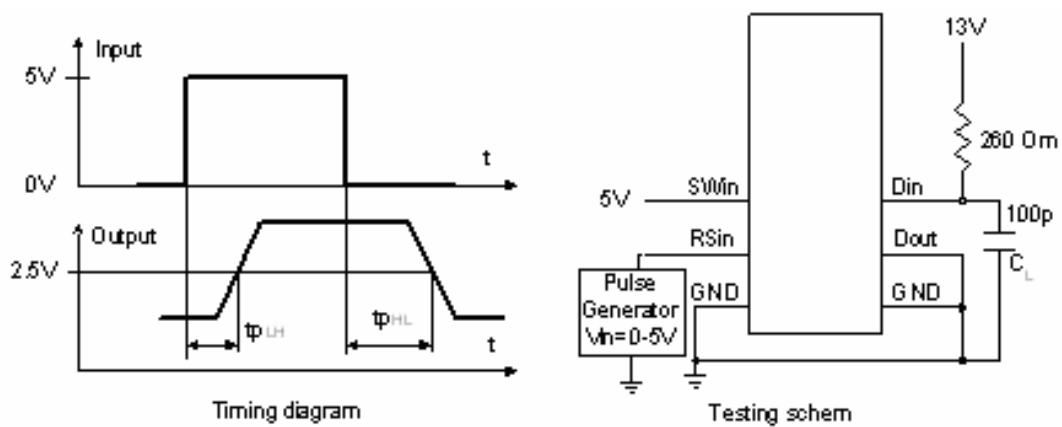 Input
5V
t
0V
Output
2.5V
tpLH
tpHL
t
Timing diagram
13V
260 Om
5V
SWin
Din
100p
RSin
Dout
CL
Pulse
Generator
Vin=0-5V
GND
GND
Testing schem